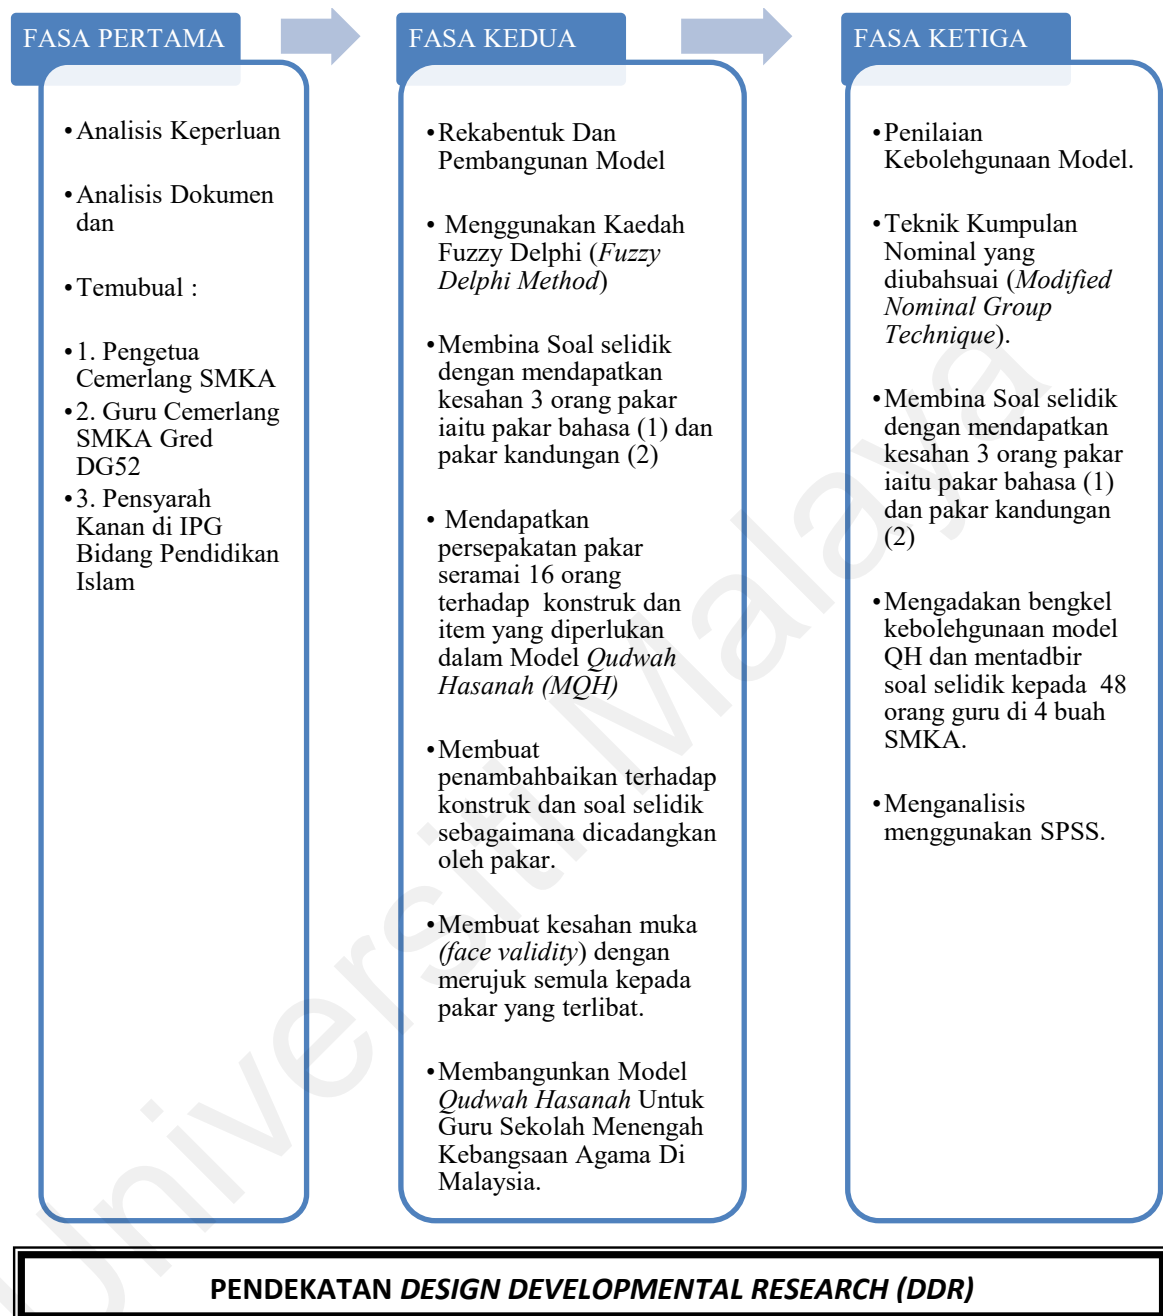 FASA PERTAMA
•Analisis Keperluan
•Analisis Dokumen
dan
•Temubual :
•1. Pengetua
Cemerlang SMKA
•2. Guru Cemerlang
SMKA Gred
DG52
•3. Pensyarah
Kanan di IPG
Bidang Pendidikan
Islam
FASA KEDUA
•Rekabentuk Dan
Pembangunan Model
• Menggunakan Kaedah
Fuzzy Delphi (Fuzzy
Delphi Method)
•Membina Soal selidik
dengan mendapatkan
kesahan 3 orang pakar
iaitu pakar bahasa (1) dan
pakar kandungan (2)
• Mendapatkan
persepakatan pakar
seramai 16 orang
terhadap konstruk dan
item yang diperlukan
dalam Model Qudwah
Hasanah (MQH)
•Membuat
penambahbaikan terhadap
konstruk dan soal selidik
sebagaimana dicadangkan
oleh pakar.
•Membuat kesahan muka
(face validity) dengan
merujuk semula kepada
pakar yang terlibat.
•Membangunkan Model
Qudwah Hasanah Untuk
Guru Sekolah Menengah
Kebangsaan Agama Di
Malaysia.
FASA KETIGA
•Penilaian
Kebolehgunaan Model.
•Teknik Kumpulan
Nominal yang
diubahsuai (Modified
Nominal Group
Technique).
•Membina Soal selidik
dengan mendapatkan
kesahan 3 orang pakar
iaitu pakar bahasa (1)
dan pakar kandungan
(2)
•Mengadakan bengkel
kebolehgunaan model
QH dan mentadbir
soal selidik kepada 48
orang guru di 4 buah
SMKA.
•Menganalisis
menggunakan SPSS.
PENDEKATAN DESIGN DEVELOPMENTAL RESEARCH (DDR)
Universiti Malaya